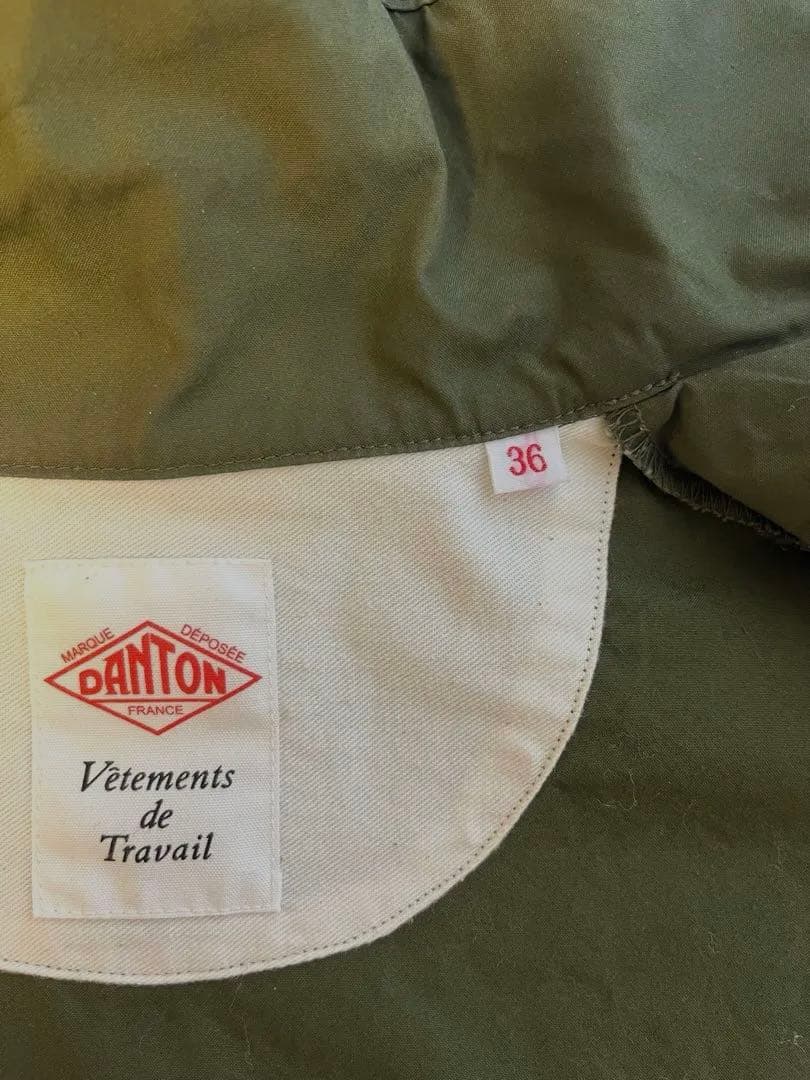 36
MARQUE DÉPOSÉE
DANTON
FRANCE
Vêtements
de
Travail